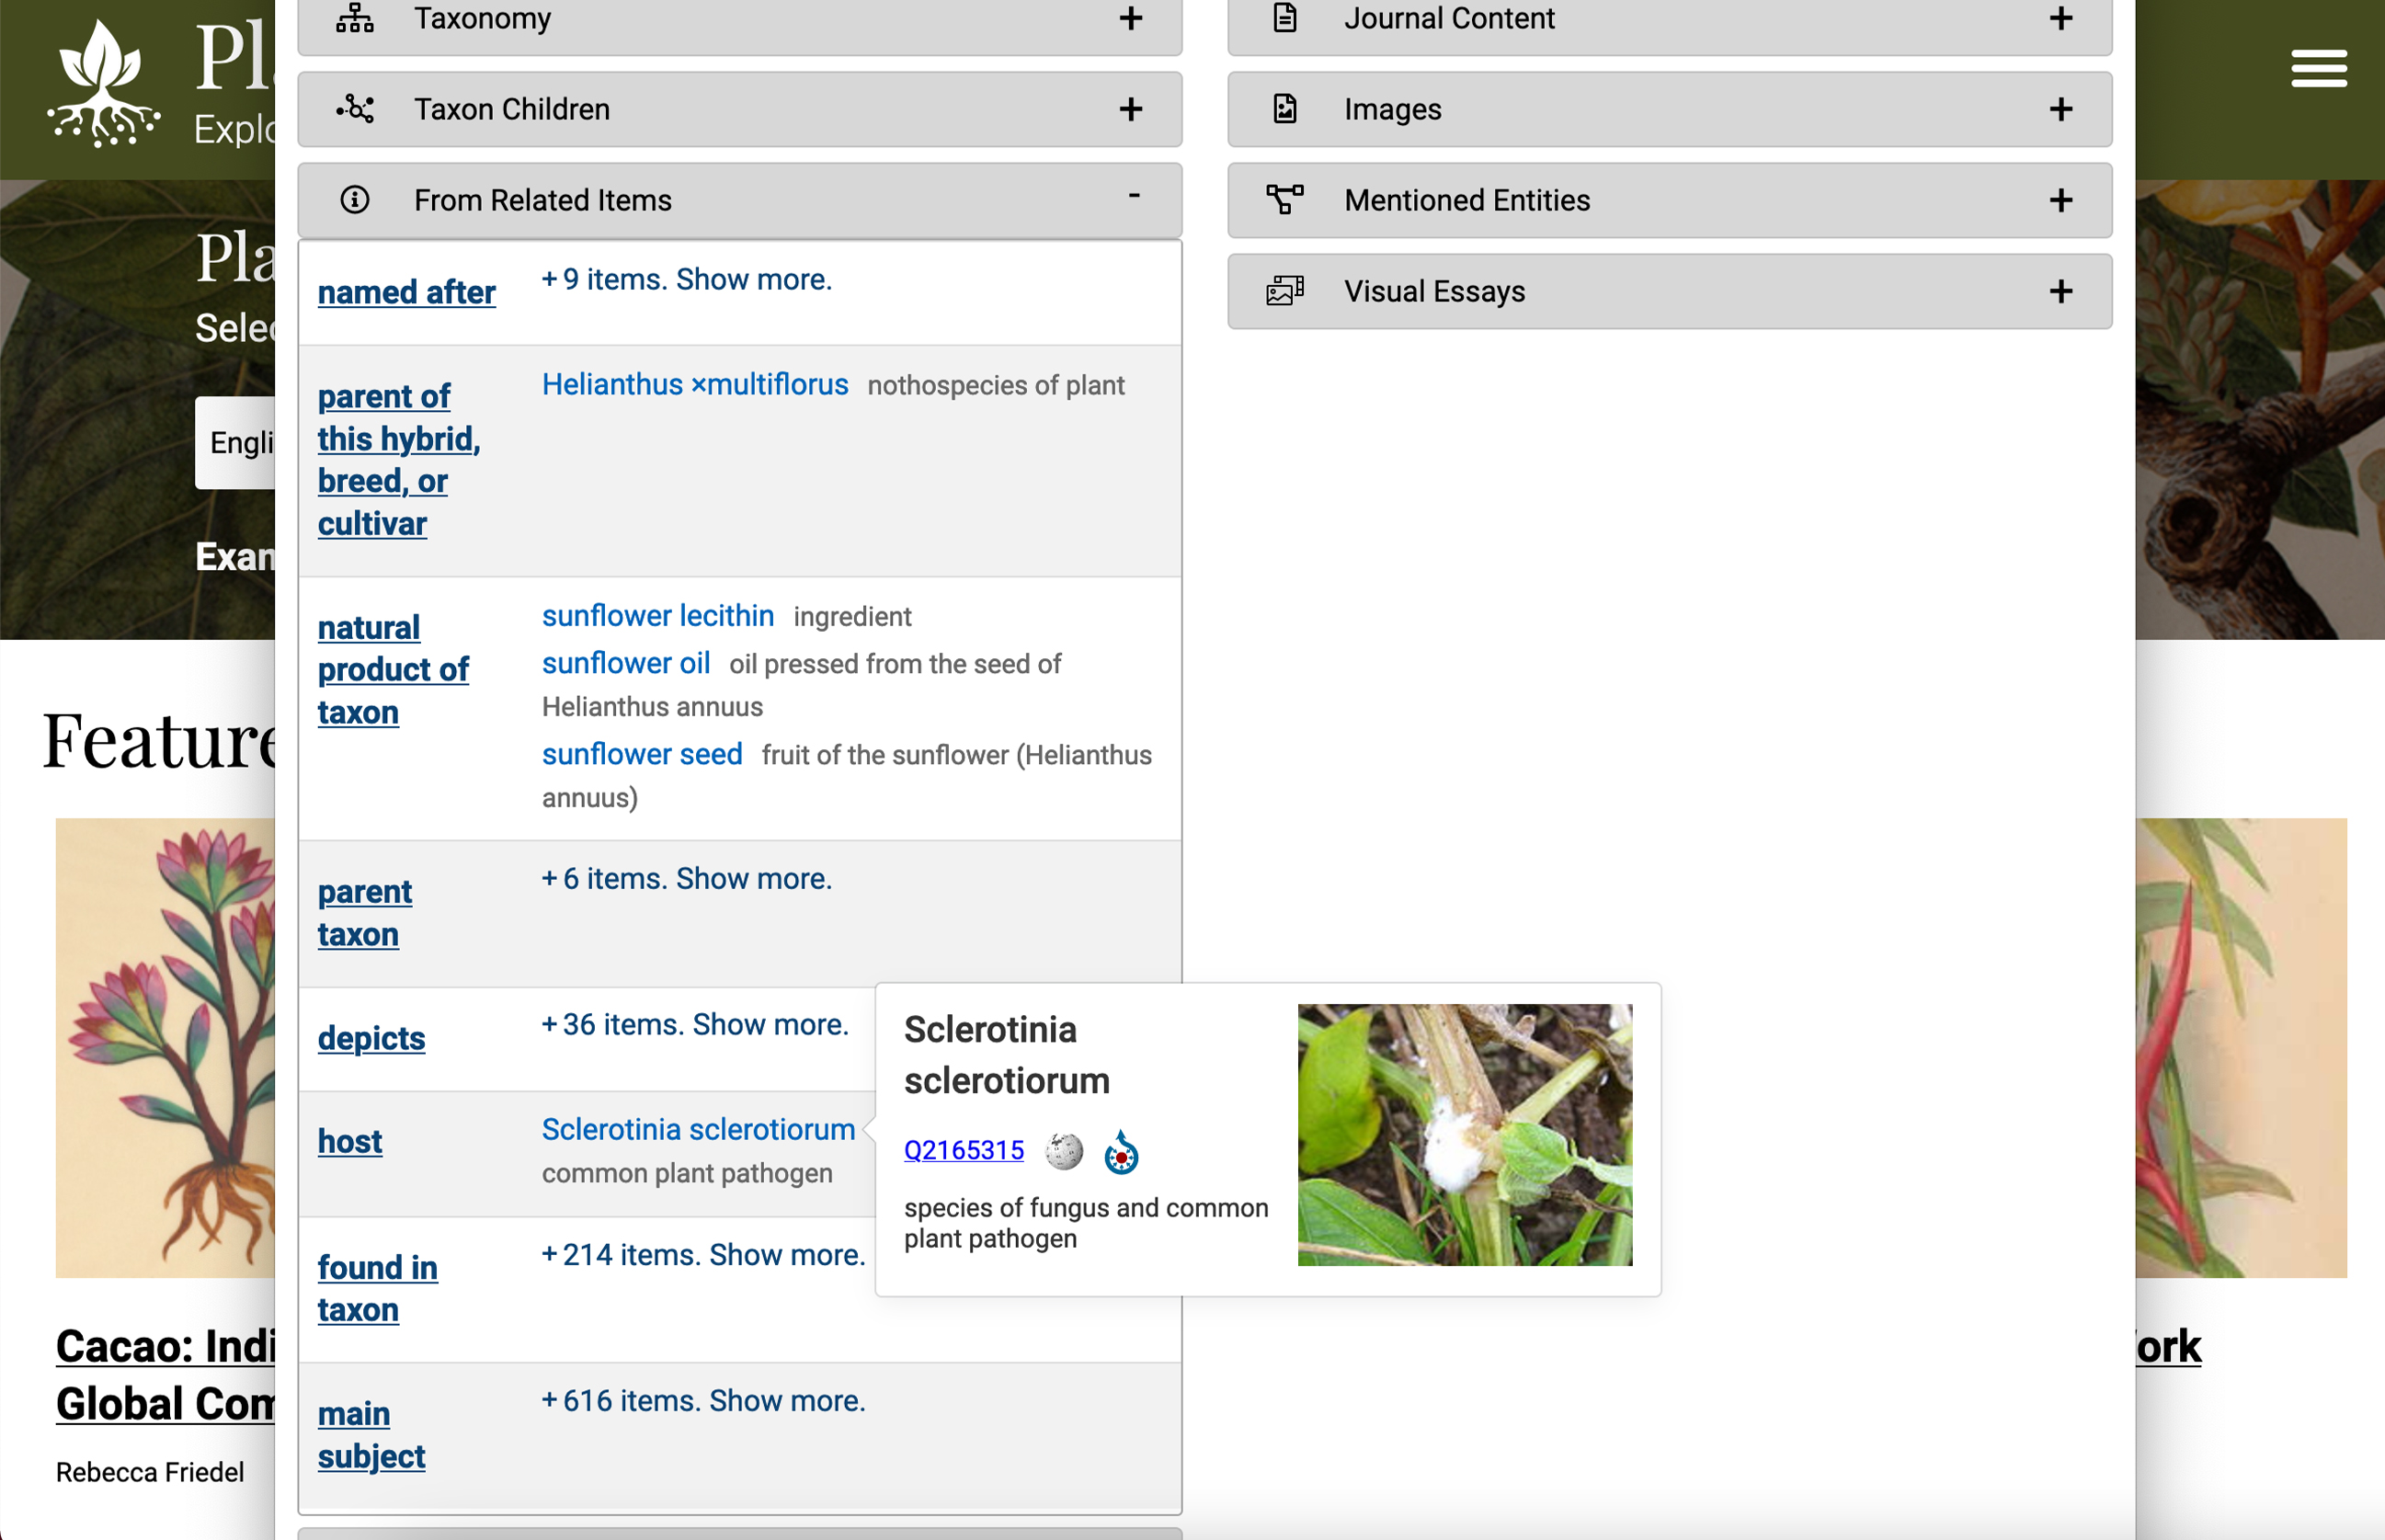 Pl
Explo
Pla
Selec
Engli
Exam
Feature
Cacao: Indi
Global Com
Rebecca Friedel
Taxonomy +
Taxon Children +
From Related Items -
named after + 9 items. Show more.
parent of
this hybrid,
breed, or
cultivar
Helianthus ×multiflorus nothospecies of plant
natural
product of
taxon
sunflower lecithin ingredient
sunflower oil oil pressed from the seed of
Helianthus annuus
sunflower seed fruit of the sunflower (Helianthus
annuus)
parent
taxon
+ 6 items. Show more.
depicts + 36 items. Show more.
host
Sclerotinia sclerotiorum
common plant pathogen
found in
taxon
+ 214 items. Show more.
main
subject
+ 616 items. Show more.
Sclerotinia
sclerotiorum
Q2165315
species of fungus and common
plant pathogen
Journal Content +
Images +
Mentioned Entities +
Visual Essays +
ork